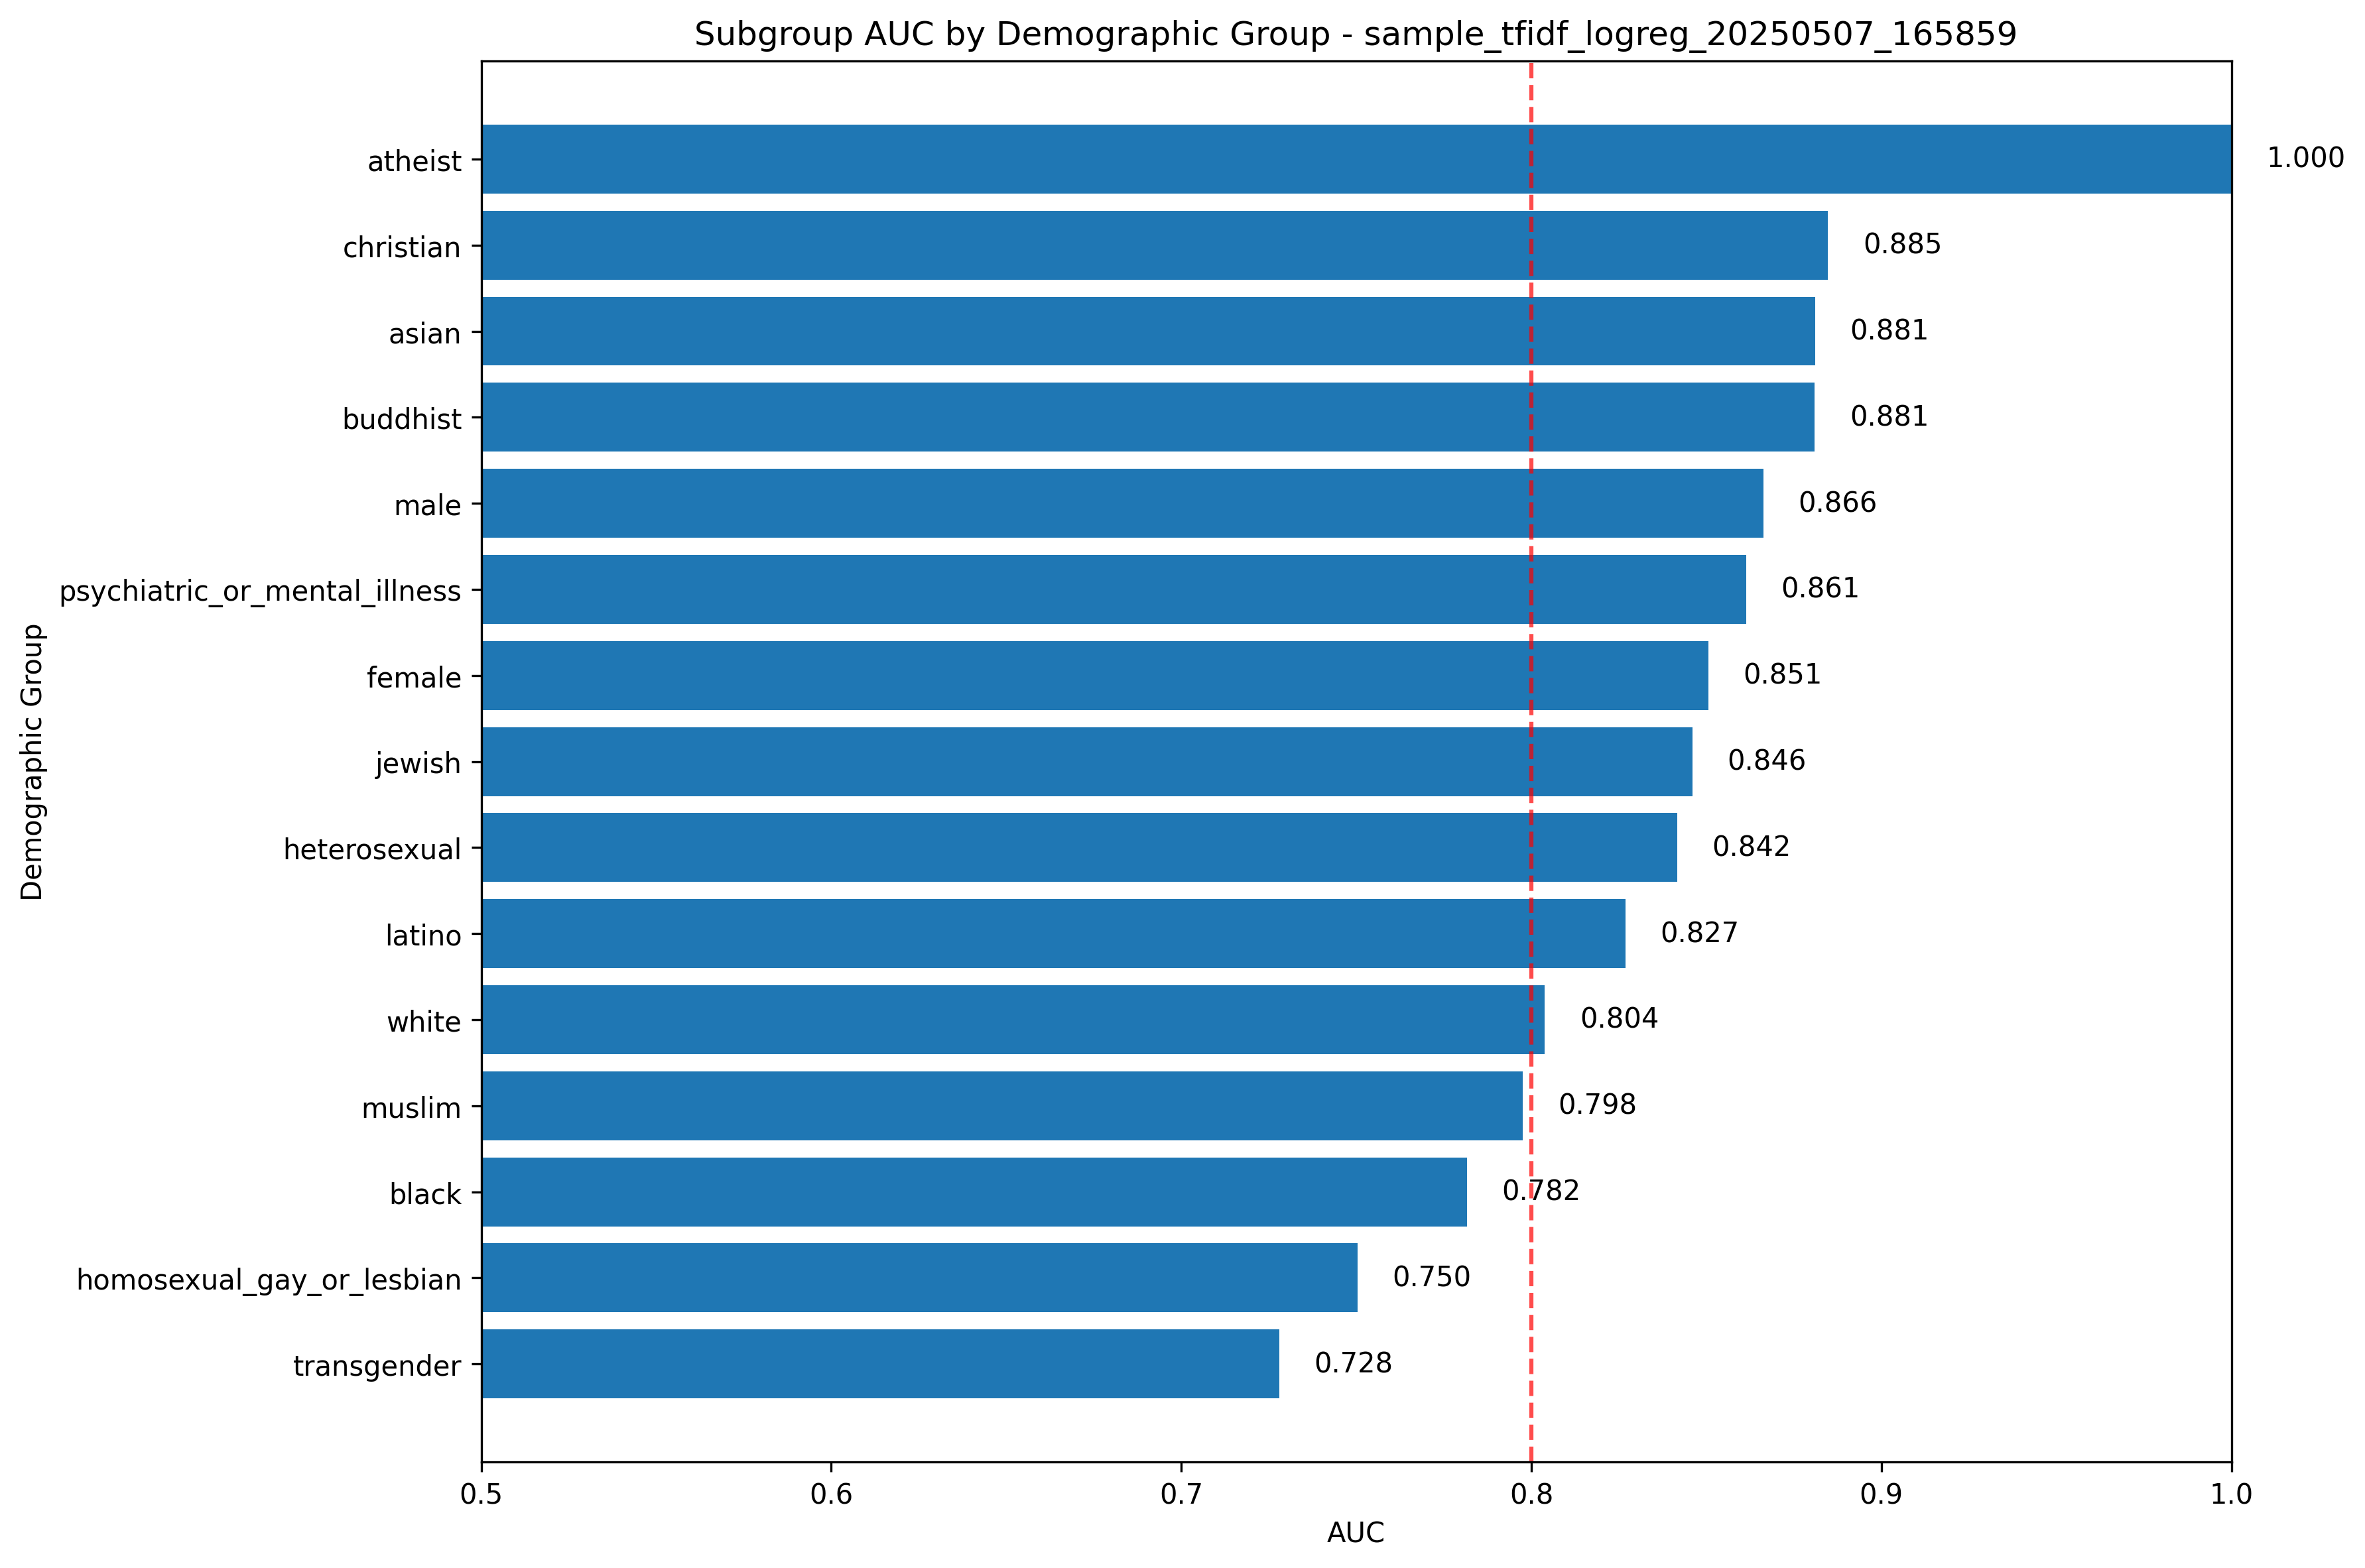 Subgroup AUC by Demographic Group - sample_tfidf_logreg_20250507_165859
Demographic Group
atheist 1.000
christian 0.885
asian 0.881
buddhist 0.881
male 0.866
psychiatric_or_mental_illness 0.861
female 0.851
jewish 0.846
heterosexual 0.842
latino 0.827
white 0.804
muslim 0.798
black 0.782
homosexual_gay_or_lesbian 0.750
transgender 0.728
0.5 0.6 0.7 0.8 0.9 1.0
AUC